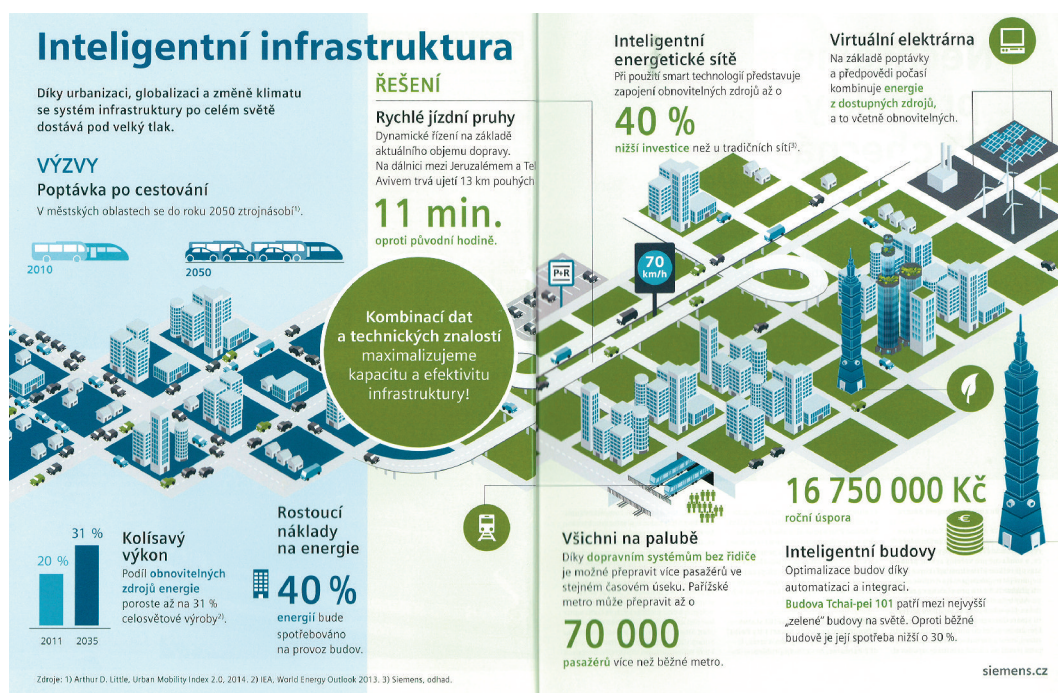 Inteligentní infrastruktura
Díky urbanizaci, globalizaci a změně klimatu
se systém infrastruktury po celém světě
dostává pod velký tlak.
VÝZVY
Poptávka po cestování
V městských oblastech se do roku 2050 ztrojnásobí¹⁾.
2010
2050
ŘEŠENÍ
Rychlé jízdní pruhy
Dynamické řízení na základě
aktuálního objemu dopravy.
Na dálnici mezi Jeruzalémem a Tel
Avivem trvá ujetí 13 km pouhých
11 min.
oproti původní hodině.
Inteligentní
energetické sítě
Při použití smart technologií představuje
zapojení obnovitelných zdrojů až o
40 %
nižší investice než u tradičních sítí³⁾.
Virtuální elektrárna
Na základě poptávky
a předpovědi počasí
kombinuje energie
z dostupných zdrojů,
a to včetně obnovitelných.
P+R
70
km/h
Kombinací dat
a technických znalostí
maximalizujeme
kapacitu a efektivitu
infrastruktury!
20 %
31 %
2011
2035
Kolísavý
výkon
Podíl obnovitelných
zdrojů energie
poroste až na 31 %
celosvětové výroby²⁾.
Rostoucí
náklady
na energie
40 %
energií bude
spotřebováno
na provoz budov.
Všichni na palubě
Díky dopravním systémům bez řidiče
je možné přepravit více pasažérů ve
stejném časovém úseku. Pařížské
metro může přepravit až o
70 000
pasažérů více než běžné metro.
16 750 000 Kč
roční úspora
€
Inteligentní budovy
Optimalizace budov díky
automatizaci a integraci.
Budova Tchai-pei 101 patří mezi nejvyšší
„zelené" budovy na světě. Oproti běžné
budově je její spotřeba nižší o 30 %.
Zdroje: 1) Arthur D. Little, Urban Mobility Index 2.0, 2014. 2) IEA, World Energy Outlook 2013. 3) Siemens, odhad.
siemens.cz